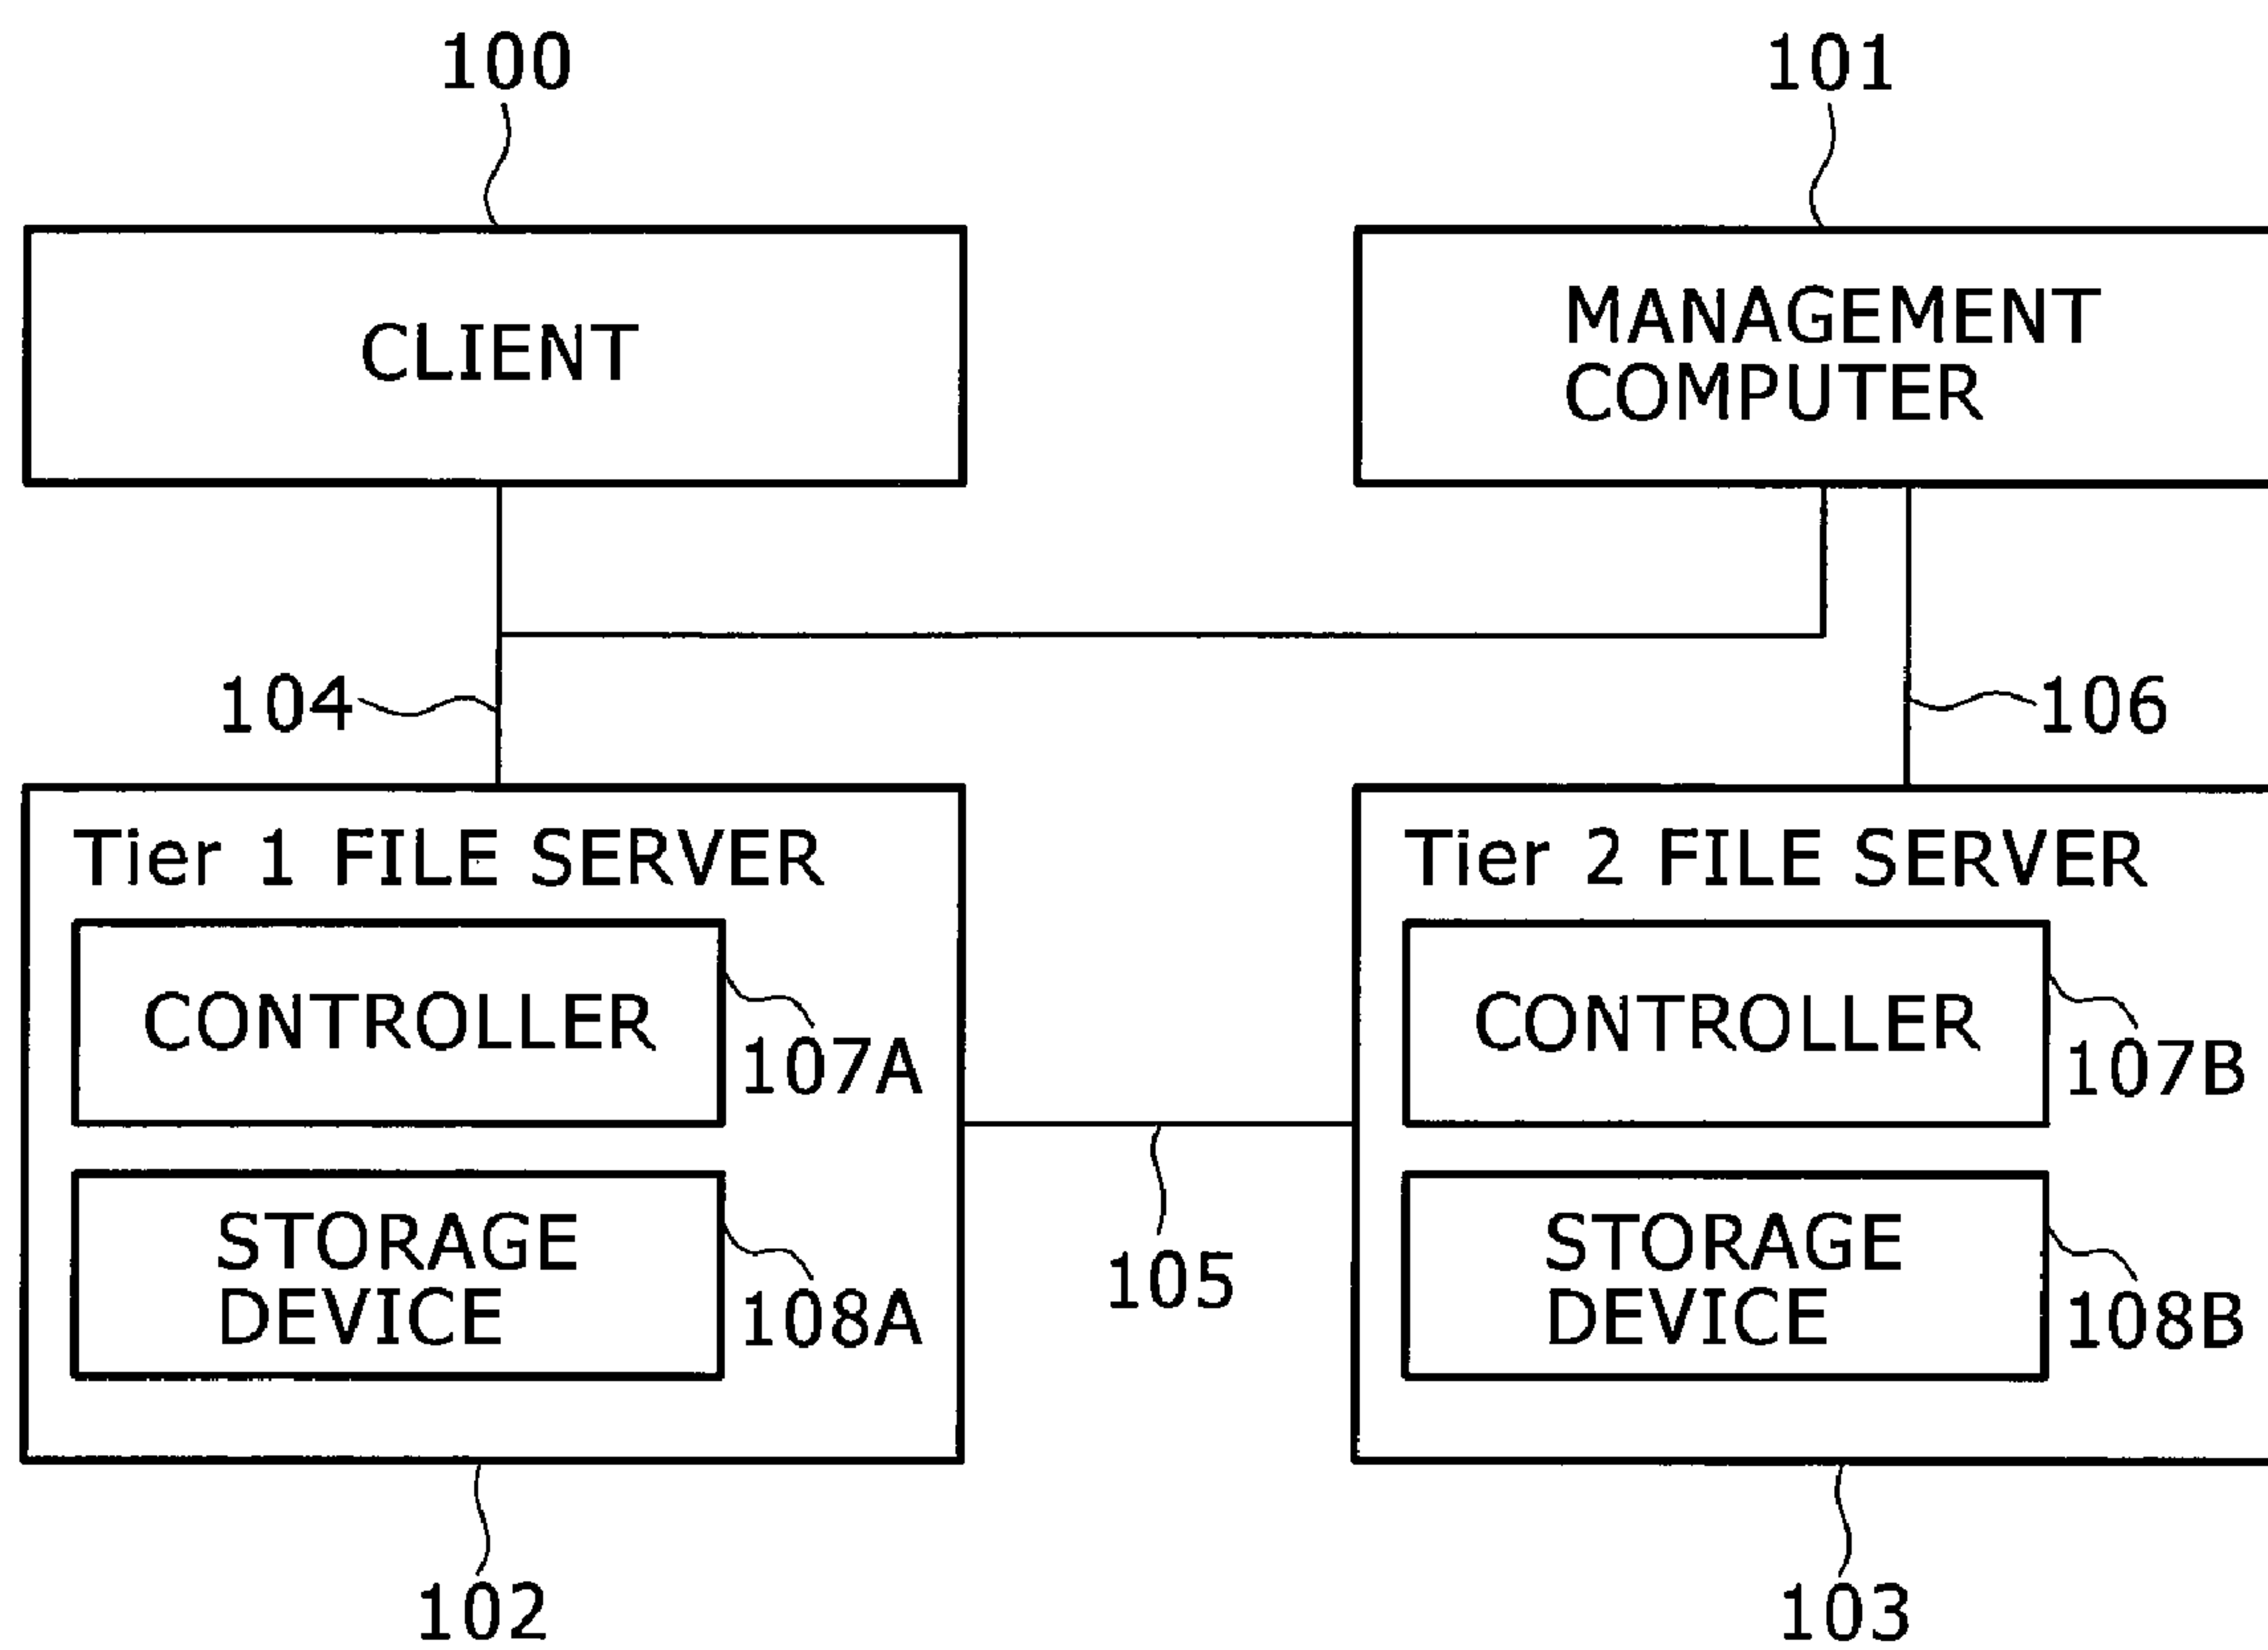 100
101
CLIENT
MANAGEMENT
COMPUTER
104
106
Tier 1 FILE SERVER
CONTROLLER
107A
STORAGE
DEVICE
108A
105
Tier 2 FILE SERVER
CONTROLLER
107B
STORAGE
DEVICE
108B
102
103